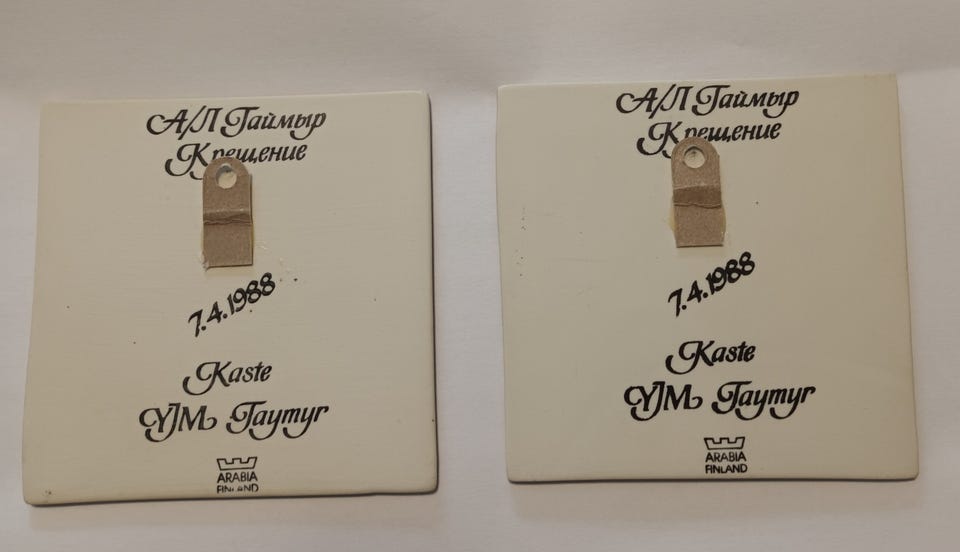 А/Л Таймыр
Крещение
7.4.1988
Kaste
YJM Taymyr
ARABIA
FINLAND
А/Л Таймыр
Крещение
7.4.1988
Kaste
YJM Taymyr
ARABIA
FINLAND